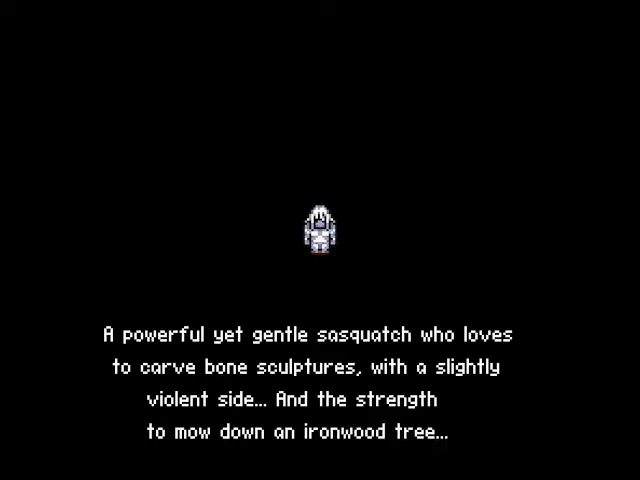 A powerful yet gentle sasquatch who loves
to carve bone sculptures, with a slightly
violent side... And the strength
to mow down an ironwood tree...